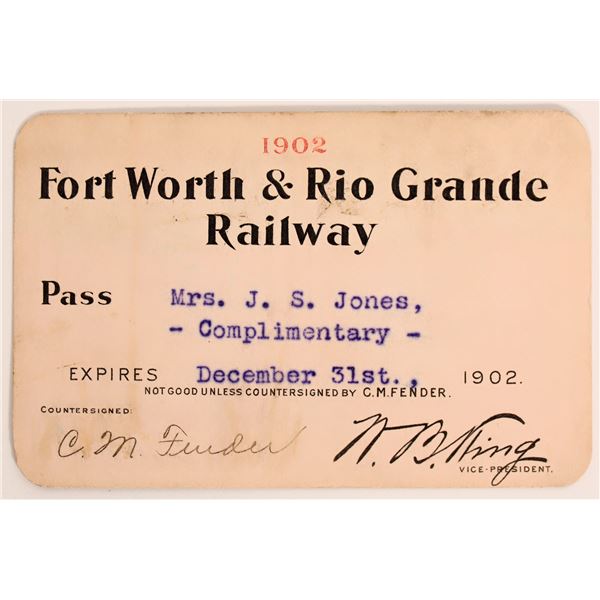 1902
Fort Worth & Rio Grande
Railway
Pass Mrs. J. S. Jones,
- Complimentary -
EXPIRES December 31st., 1902.
NOT GOOD UNLESS COUNTERSIGNED BY C.M.FENDER.
COUNTERSIGNED:
C. M. Fender W. B. King
VICE-PRESIDENT.